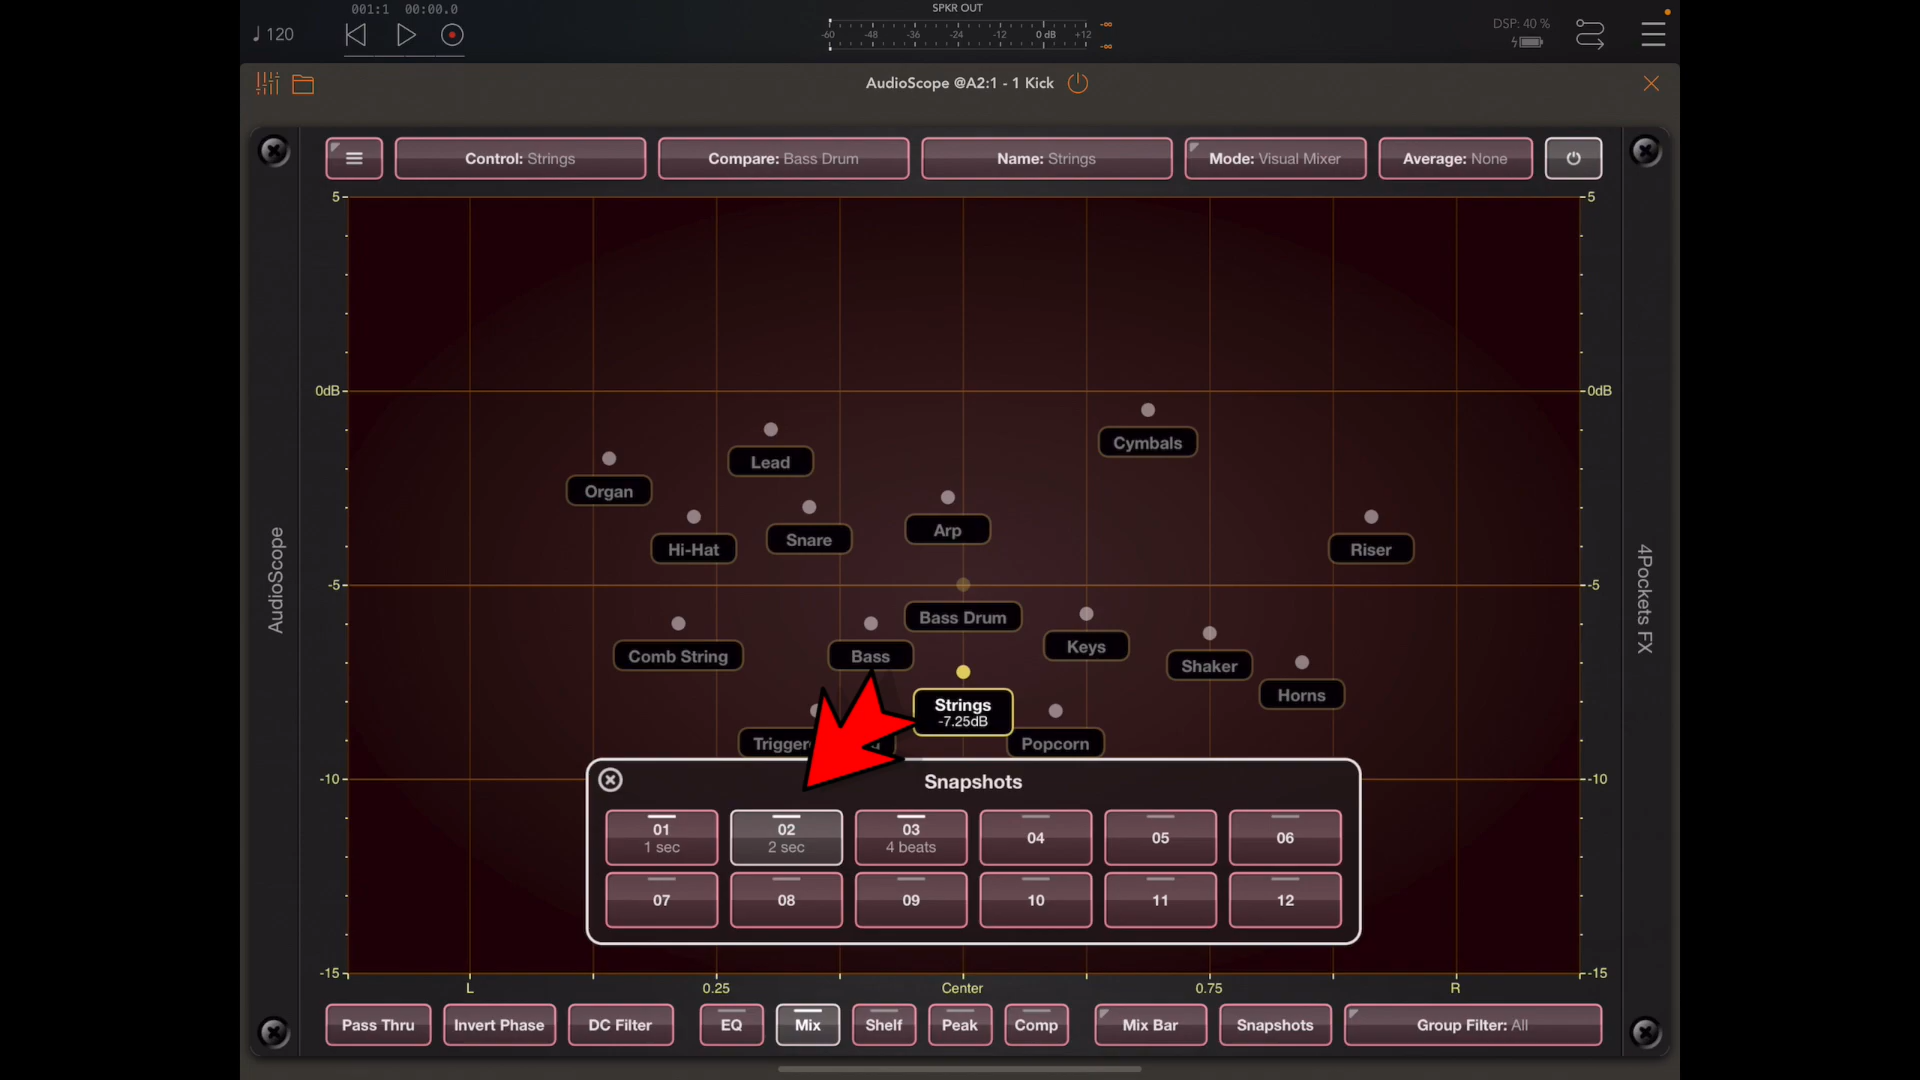 001:1 00:00.0
SPKR OUT
♩120
-60 -48 -36 -24 -12 0 dB +12
-∞
-∞
DSP: 40 %
AudioScope @A2:1 - 1 Kick
Control: Strings
Compare: Bass Drum
Name: Strings
Mode: Visual Mixer
Average: None
5
5
0dB
0dB
Cymbals
Lead
Organ
Arp
Snare
Hi-Hat
Riser
-5
-5
Bass Drum
Keys
Comb String
Bass
Shaker
Horns
Strings
-7.25dB
Popcorn
-10
-10
Snapshots
01
1 sec
02
2 sec
03
4 beats
04
05
06
07
08
09
10
11
12
-15
-15
L
0.25
Center
0.75
R
Pass Thru
Invert Phase
DC Filter
EQ
Mix
Shelf
Peak
Comp
Mix Bar
Snapshots
Group Filter: All
AudioScope
4Pockets FX